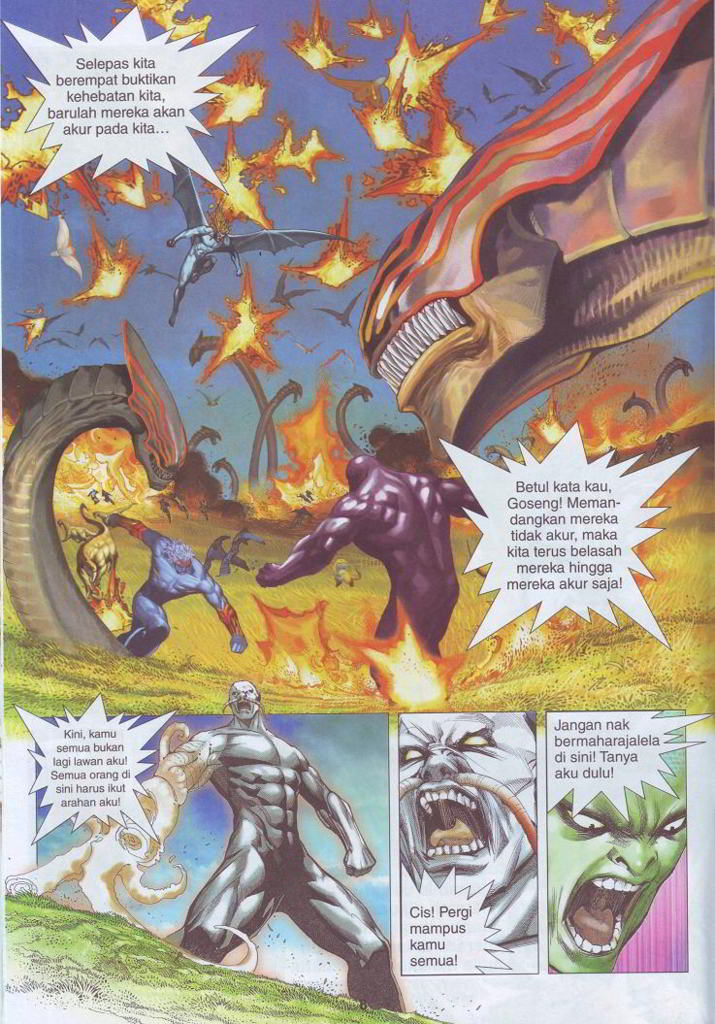 Selepas kita
berempat buktikan
kehebatan kita,
barulah mereka akan
akur pada kita...
Betul kata kau,
Goseng! Meman-
dangkan mereka
tidak akur, maka
kita terus belasah
mereka hingga
mereka akur saja!
Kini, kamu
semua bukan
lagi lawan aku!
Semua orang di
sini harus ikut
arahan aku!
Cis! Pergi
mampus
kamu
semua!
Jangan nak
bermaharajalela
di sini! Tanya
aku dulu!